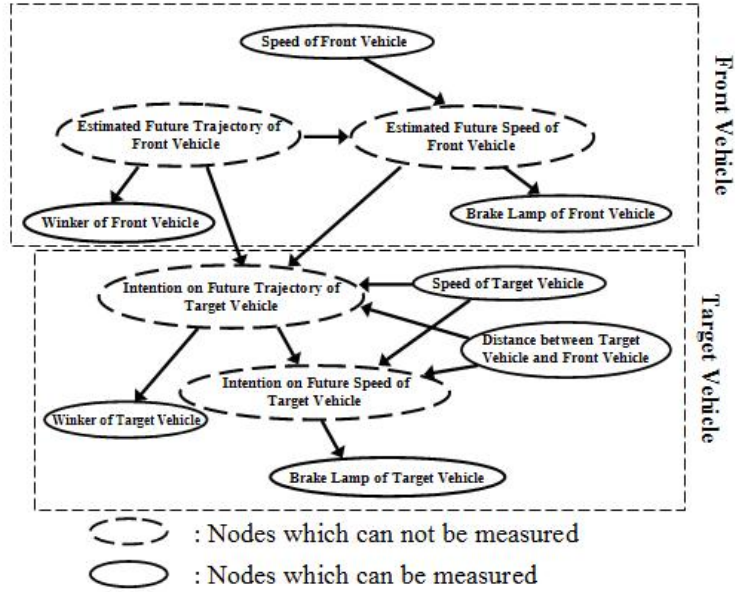 Speed of Front Vehicle
Estimated Future Trajectory of
Front Vehicle
Estimated Future Speed of
Front Vehicle
Winker of Front Vehicle
Brake Lamp of Front Vehicle
Front Vehicle
Intention on Future Trajectory of
Target Vehicle
Speed of Target Vehicle
Distance between Target
Vehicle and Front Vehicle
Intention on Future Speed of
Target Vehicle
Winker of Target Vehicle
Brake Lamp of Target Vehicle
Target Vehicle
: Nodes which can not be measured
: Nodes which can be measured